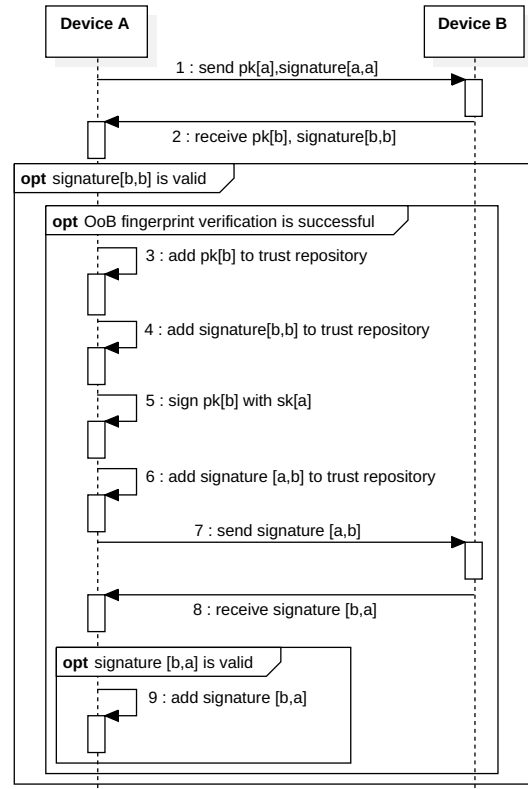 Device A
Device B
1 : send pk[a],signature[a,a]
2 : receive pk[b], signature[b,b]
opt signature[b,b] is valid
opt OoB fingerprint verification is successful
3 : add pk[b] to trust repository
4 : add signature[b,b] to trust repository
5 : sign pk[b] with sk[a]
6 : add signature [a,b] to trust repository
7 : send signature [a,b]
8 : receive signature [b,a]
opt signature [b,a] is valid
9 : add signature [b,a]